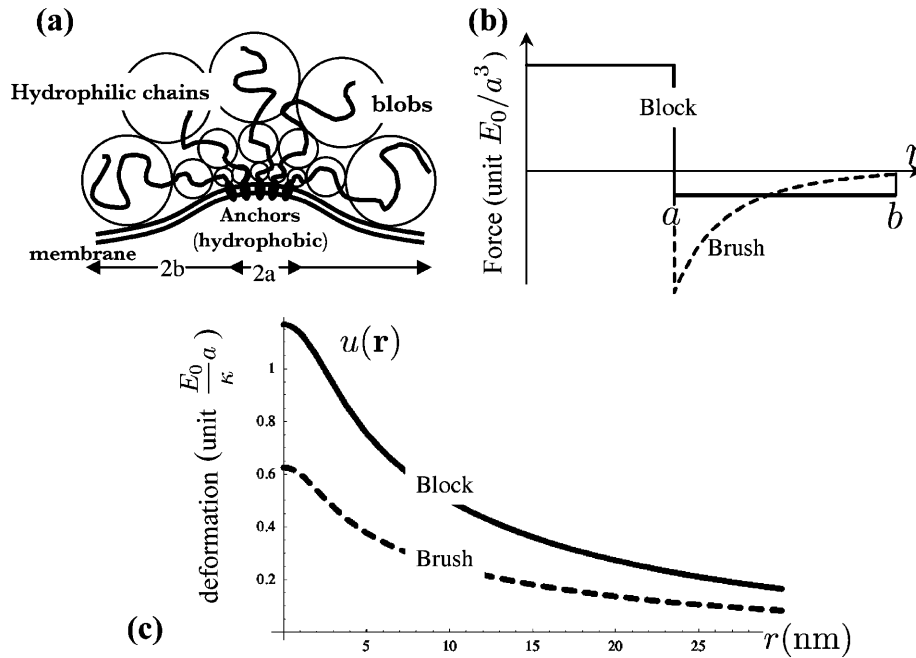 (a)
Hydrophilic chains
blobs
Anchors
(hydrophobic)
membrane
2b
2a
(b)
Force (unit E₀/a³)
Block
r
a
b
Brush
(c)
deformation (unit E₀/κ a)
u(r)
1
0.8
0.6
0.4
0.2
Block
Brush
5
10
15
20
25
r(nm)